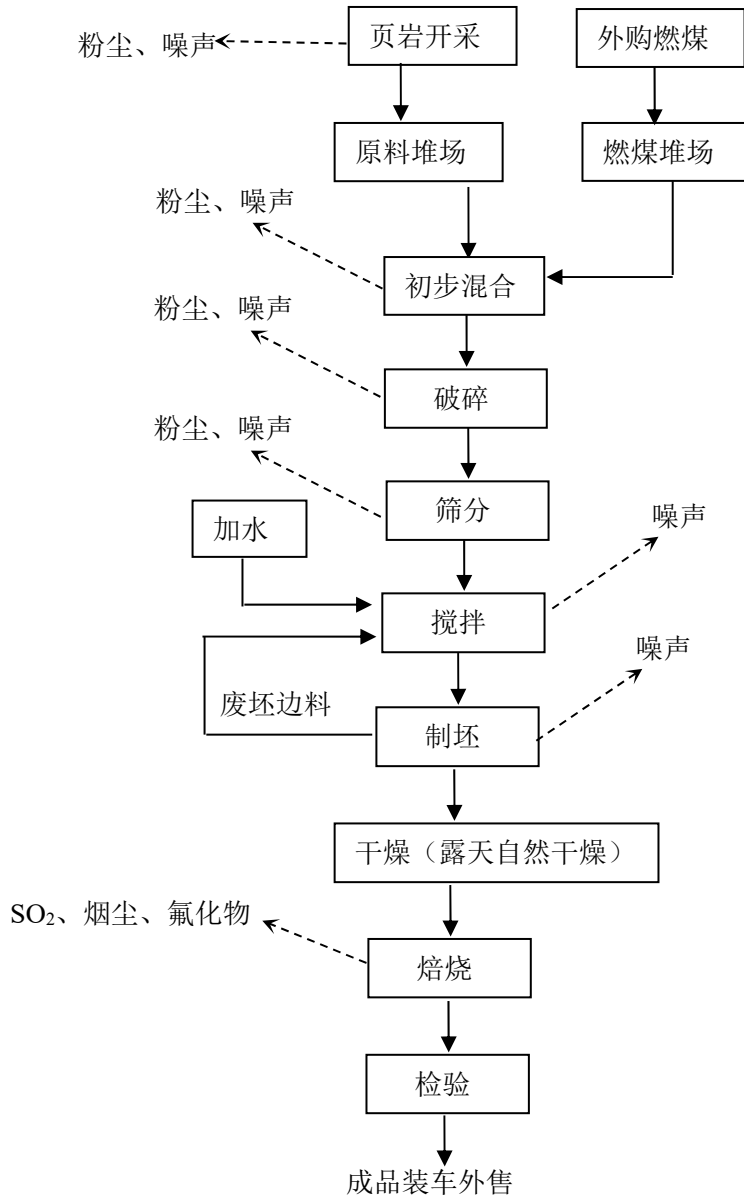 页岩开采
外购燃煤
粉尘、噪声
原料堆场
燃煤堆场
粉尘、噪声
初步混合
粉尘、噪声
破碎
粉尘、噪声
筛分
加水
噪声
搅拌
噪声
废坯边料
制坯
干燥（露天自然干燥）
SO₂、烟尘、氟化物
焙烧
检验
成品装车外售